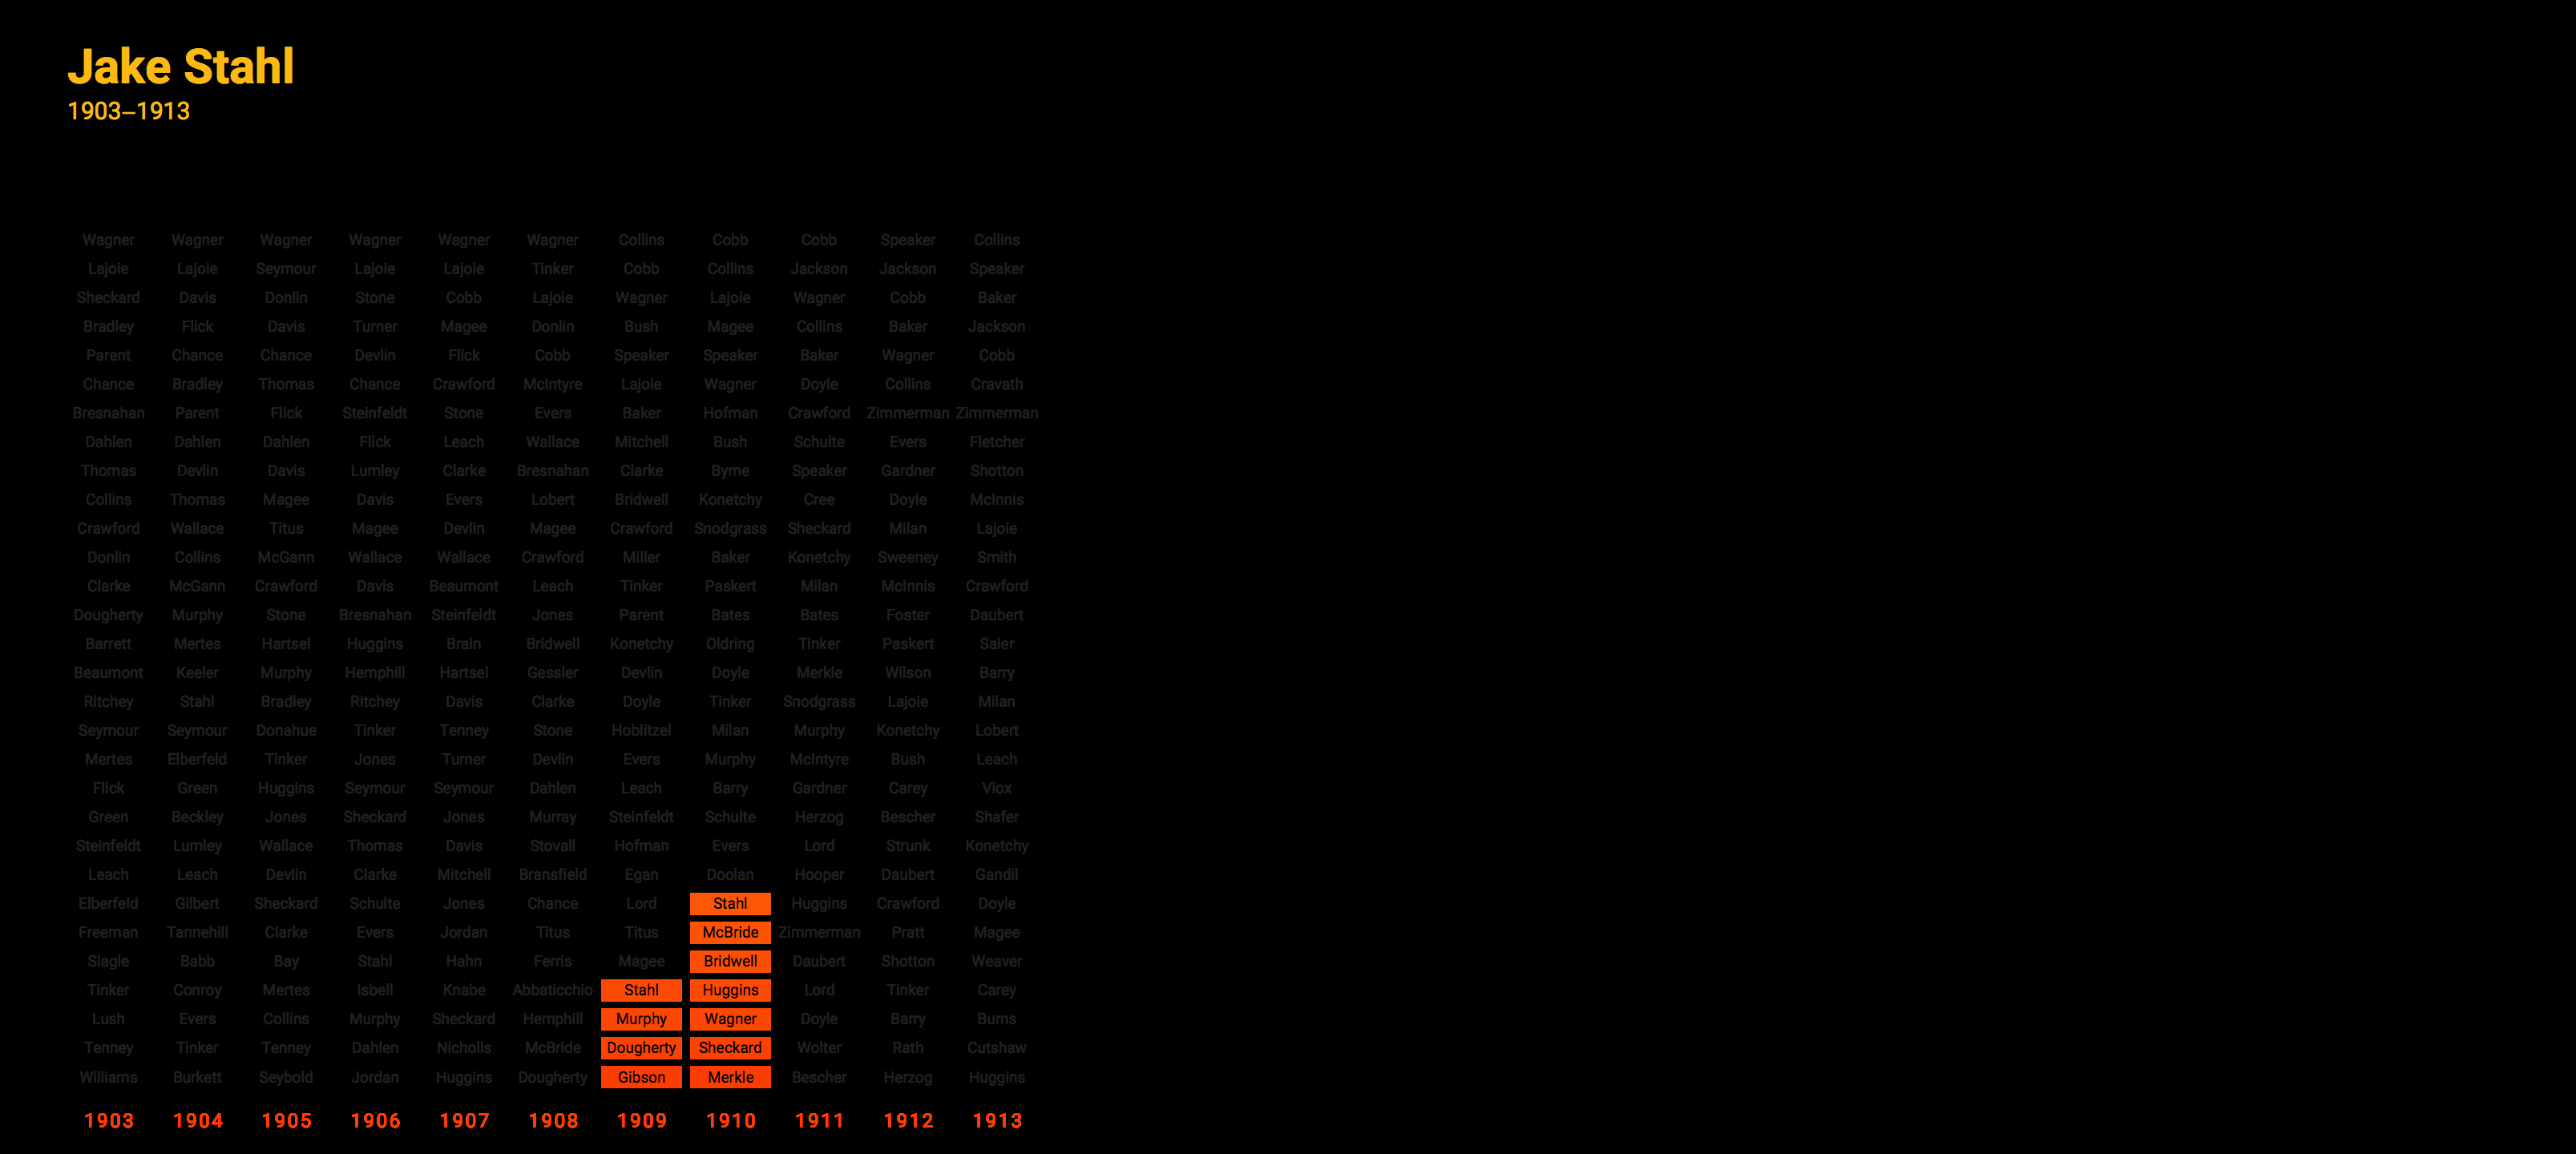 Jake Stahl
1903–1913
Wagner Wagner Wagner Wagner Wagner Wagner Collins Cobb Cobb Speaker Collins
Lajoie Lajoie Seymour Lajoie Lajoie Tinker Cobb Collins Jackson Jackson Speaker
Sheckard Davis Donlin Stone Cobb Lajoie Wagner Lajoie Wagner Cobb Baker
Bradley Flick Davis Turner Magee Donlin Bush Magee Collins Baker Jackson
Parent Chance Chance Devlin Flick Cobb Speaker Speaker Baker Wagner Cobb
Chance Bradley Thomas Chance Crawford McIntyre Lajoie Wagner Doyle Collins Cravath
Bresnahan Parent Flick Steinfeldt Stone Evers Baker Hofman Crawford Zimmerman Zimmerman
Dahlen Dahlen Dahlen Flick Leach Wallace Mitchell Bush Schulte Evers Fletcher
Thomas Devlin Davis Lumley Clarke Bresnahan Clarke Byrne Speaker Gardner Shotton
Collins Thomas Magee Davis Evers Lobert Bridwell Konetchy Cree Doyle McInnis
Crawford Wallace Titus Magee Devlin Magee Crawford Snodgrass Sheckard Milan Lajoie
Donlin Collins McGann Wallace Wallace Crawford Miller Baker Konetchy Sweeney Smith
Clarke McGann Crawford Davis Beaumont Leach Tinker Paskert Milan McInnis Crawford
Dougherty Murphy Stone Bresnahan Steinfeldt Jones Parent Bates Bates Foster Daubert
Barrett Mertes Hartsel Huggins Brain Bridwell Konetchy Oldring Tinker Paskert Saier
Beaumont Keeler Murphy Hemphill Hartsel Gessler Devlin Doyle Merkle Wilson Barry
Ritchey Stahl Bradley Ritchey Davis Clarke Doyle Tinker Snodgrass Lajoie Milan
Seymour Seymour Donahue Tinker Tenney Stone Hoblitzel Milan Murphy Konetchy Lobert
Mertes Elberfeld Tinker Jones Turner Devlin Evers Murphy McIntyre Bush Leach
Flick Green Huggins Seymour Seymour Dahlen Leach Barry Gardner Carey Viox
Green Beckley Jones Sheckard Jones Murray Steinfeldt Schulte Herzog Bescher Shafer
Steinfeldt Lumley Wallace Thomas Davis Stovall Hofman Evers Lord Strunk Konetchy
Leach Leach Devlin Clarke Mitchell Bransfield Egan Doolan Hooper Daubert Gandil
Elberfeld Gilbert Sheckard Schulte Jones Chance Lord Stahl Huggins Crawford Doyle
Freeman Tannehill Clarke Evers Jordan Titus Titus McBride Zimmerman Pratt Magee
Slagle Babb Bay Stahl Hahn Ferris Magee Bridwell Daubert Shotton Weaver
Tinker Conroy Mertes Isbell Knabe Abbaticchio Stahl Huggins Lord Tinker Carey
Lush Evers Collins Murphy Sheckard Hemphill Murphy Wagner Doyle Barry Burns
Tenney Tinker Tenney Dahlen Nicholls McBride Dougherty Sheckard Wolter Rath Cutshaw
Williams Burkett Seybold Jordan Huggins Dougherty Gibson Merkle Bescher Herzog Huggins
1903 1904 1905 1906 1907 1908 1909 1910 1911 1912 1913